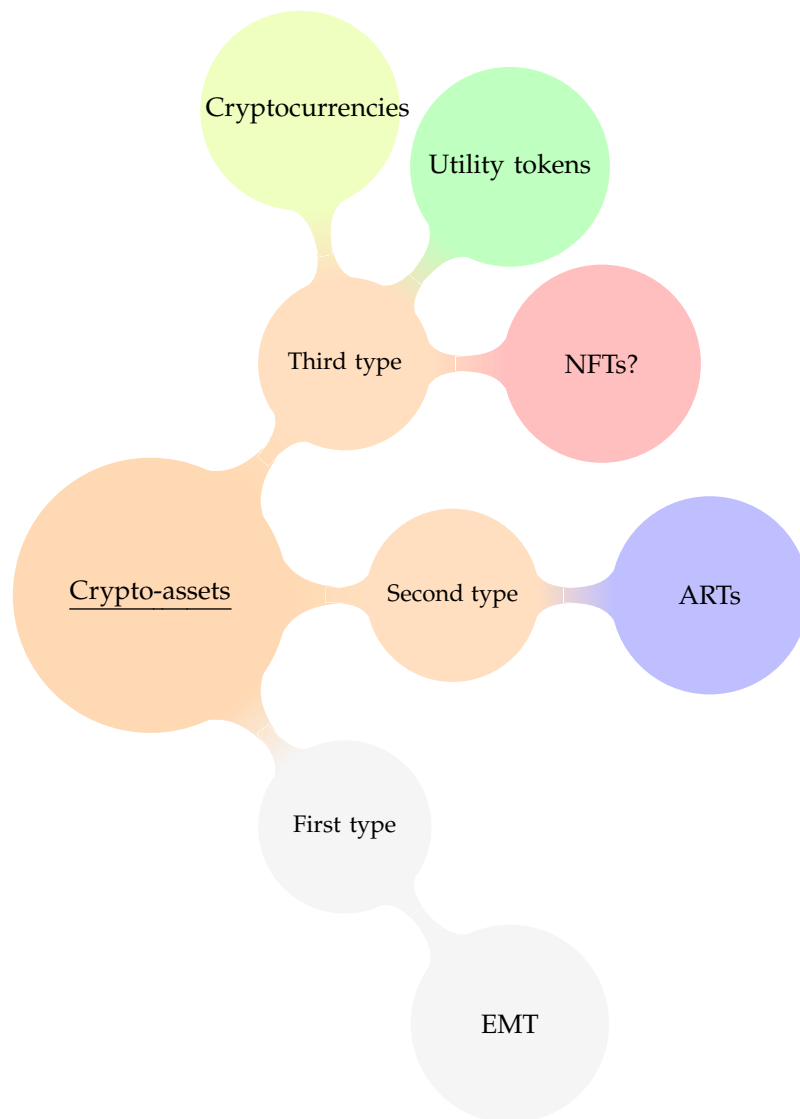 Cryptocurrencies
Utility tokens
Third type
NFTs?
Crypto-assets
Second type
ARTs
First type
EMT